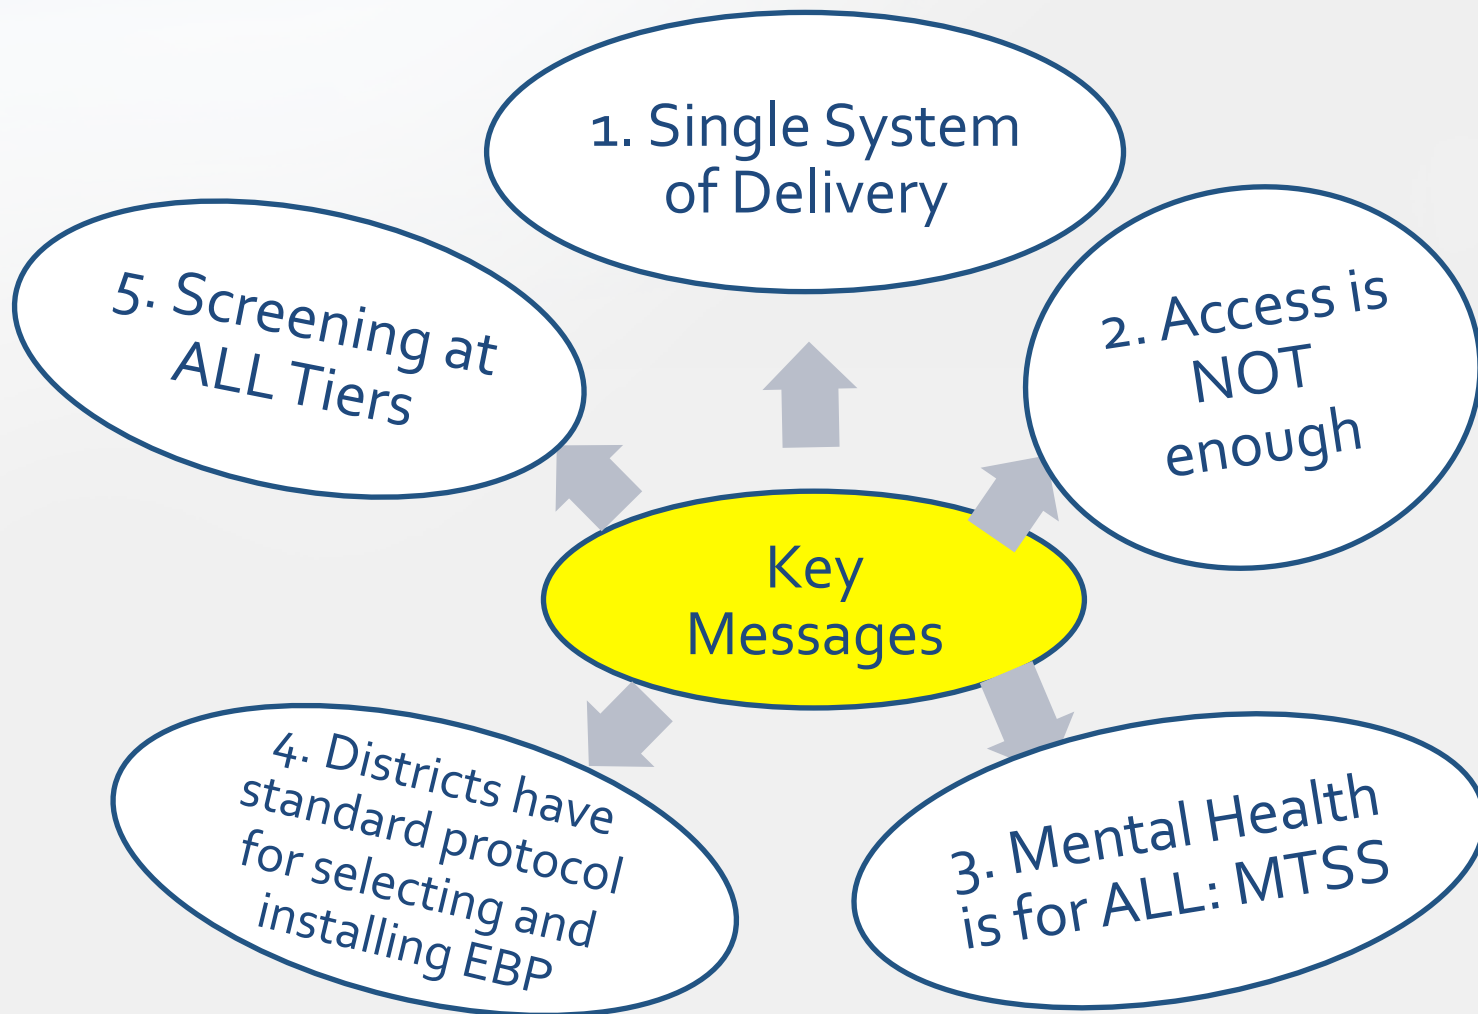 1. Single System
of Delivery
2. Access is
NOT
enough
3. Mental Health
is for ALL: MTSS
4. Districts have
standard protocol
for selecting and
installing EBP
5. Screening at
ALL Tiers
Key
Messages